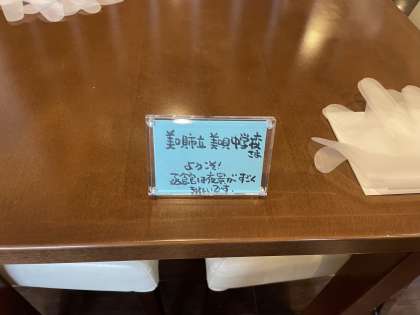 美唄市立 美唄中学校
さま
ようこそ!
函館は夜景がすごく
きれいです。